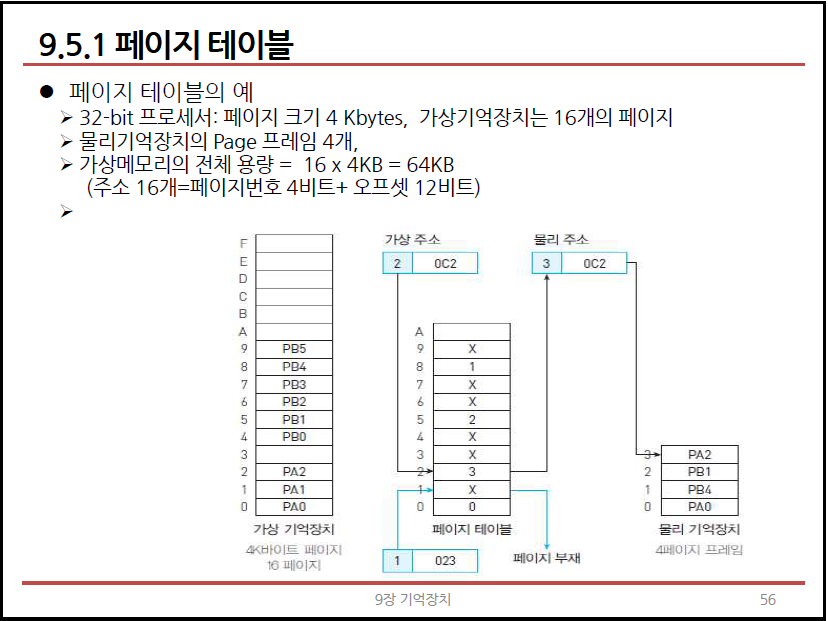 9.5.1 페이지 테이블
● 페이지 테이블의 예
➢ 32-bit 프로세서: 페이지 크기 4 Kbytes, 가상기억장치는 16개의 페이지
➢ 물리기억장치의 Page 프레임 4개,
➢ 가상메모리의 전체 용량 = 16 x 4KB = 64KB
(주소 16개=페이지번호 4비트+ 오프셋 12비트)
➢
가상 주소 물리 주소
F
E 2 0C2 3 0C2
D
C
B
A A
9 PB5 9 X
8 PB4 8 1
7 PB3 7 X
6 PB2 6 X
5 PB1 5 2
4 PB0 4 X
3 3 X 3 PA2
2 PA2 2 3 2 PB1
1 PA1 1 X 1 PB4
0 PA0 0 0 0 PA0
가상 기억장치 페이지 테이블 물리 기억장치
4K바이트 페이지 4페이지 프레임
16 페이지
1 023 페이지 부재
9장 기억장치 56